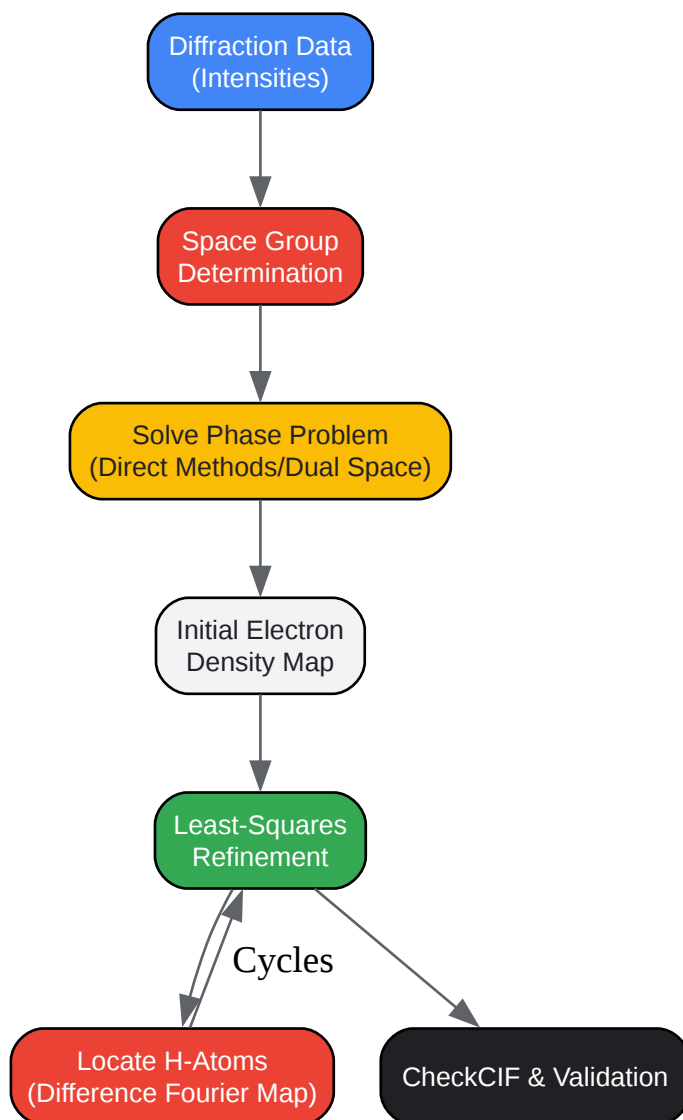 Diffraction Data
(Intensities)
Space Group
Determination
Solve Phase Problem
(Direct Methods/Dual Space)
Initial Electron
Density Map
Least-Squares
Refinement
Cycles
Locate H-Atoms
(Difference Fourier Map)
CheckCIF & Validation